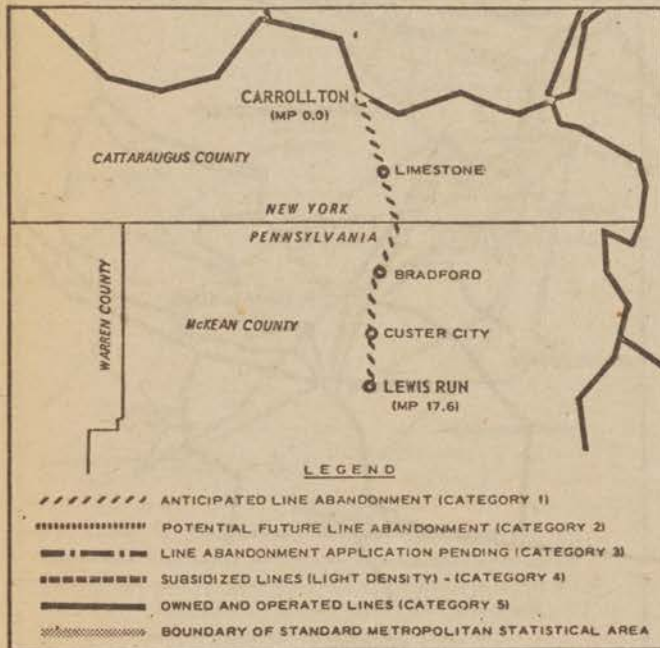 CARROLLTON
(MP 0.0)
CATTARAUGUS COUNTY
LIMESTONE
NEW YORK
PENNSYLVANIA
BRADFORD
WARREN COUNTY
McKEAN COUNTY
CUSTER CITY
LEWIS RUN
(MP 17.6)
LEGEND
ANTICIPATED LINE ABANDONMENT (CATEGORY 1)
POTENTIAL FUTURE LINE ABANDONMENT (CATEGORY 2)
LINE ABANDONMENT APPLICATION PENDING (CATEGORY 3)
SUBSIDIZED LINES (LIGHT DENSITY) - (CATEGORY 4)
OWNED AND OPERATED LINES (CATEGORY 5)
BOUNDARY OF STANDARD METROPOLITAN STATISTICAL AREA